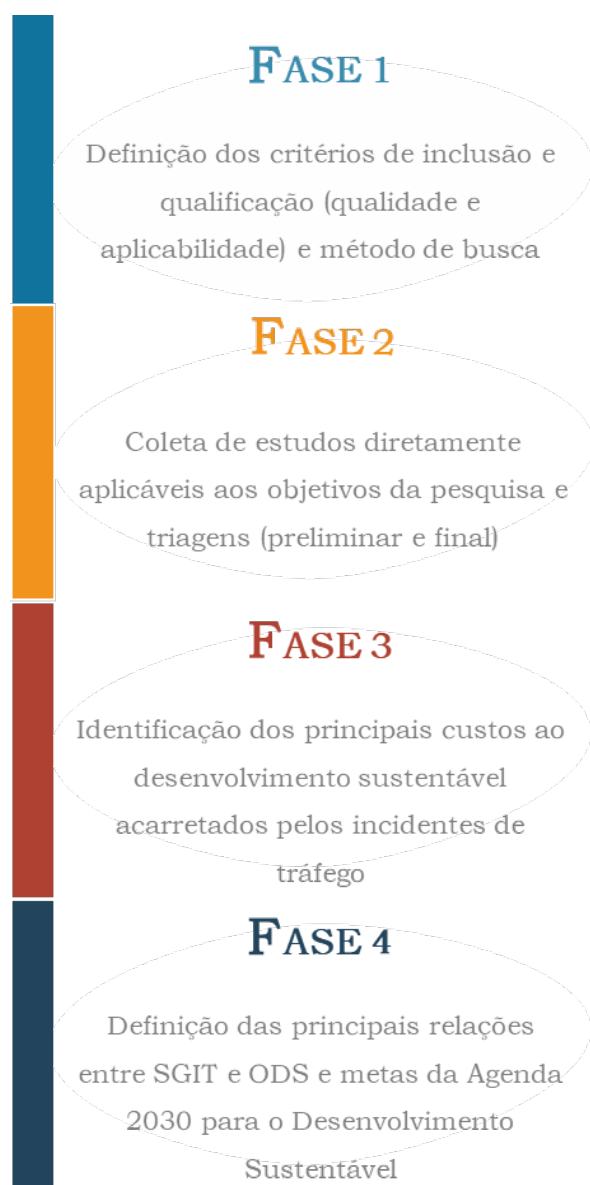 FASE 1
Definição dos critérios de inclusão e
qualificação (qualidade e
aplicabilidade) e método de busca
FASE 2
Coleta de estudos diretamente
aplicáveis aos objetivos da pesquisa e
triagens (preliminar e final)
FASE 3
Identificação dos principais custos ao
desenvolvimento sustentável
acarretados pelos incidentes de
tráfego
FASE 4
Definição das principais relações
entre SGIT e ODS e metas da Agenda
2030 para o Desenvolvimento
Sustentável